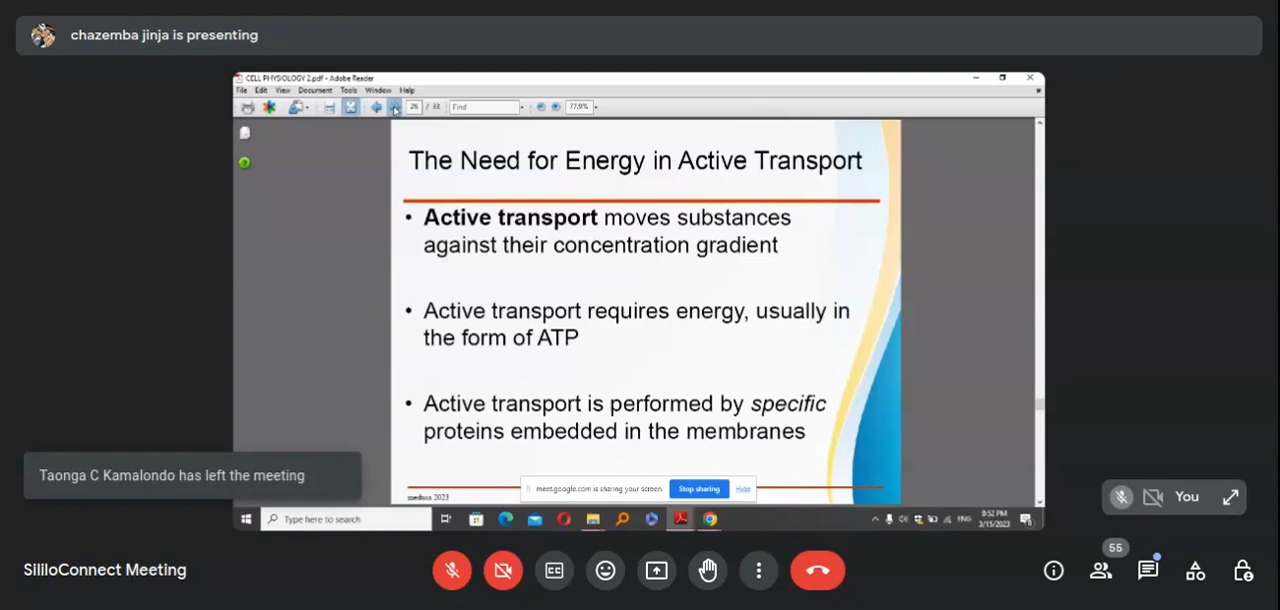 chazemba jinja is presenting
CELL PHYSIOLOGY 2.pdf - Adobe Reader
File Edit View Document Tools Window Help
26 / 33 Find 77.9%
The Need for Energy in Active Transport
• Active transport moves substances
against their concentration gradient
• Active transport requires energy, usually in
the form of ATP
• Active transport is performed by specific
proteins embedded in the membranes
Taonga C Kamalondo has left the meeting
meet.google.com is sharing your screen. Stop sharing Hide
2023
You
Type here to search
ENG
8:52 PM
3/15/2023
55
SililoConnect Meeting